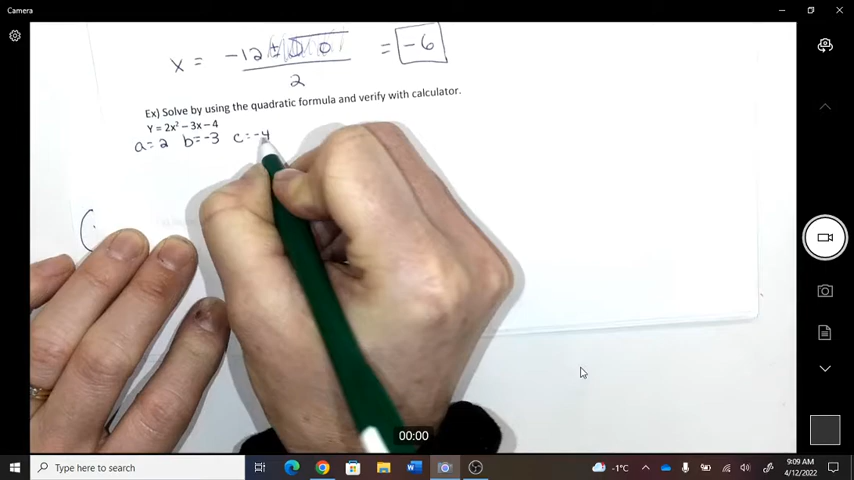 Camera
x = -12 ± 0 = -6
2
Ex) Solve by using the quadratic formula and verify with calculator.
Y = 2x² – 3x – 4
a=2 b=-3 c=-4
00:00
Type here to search
-1°C
9:09 AM
4/12/2022